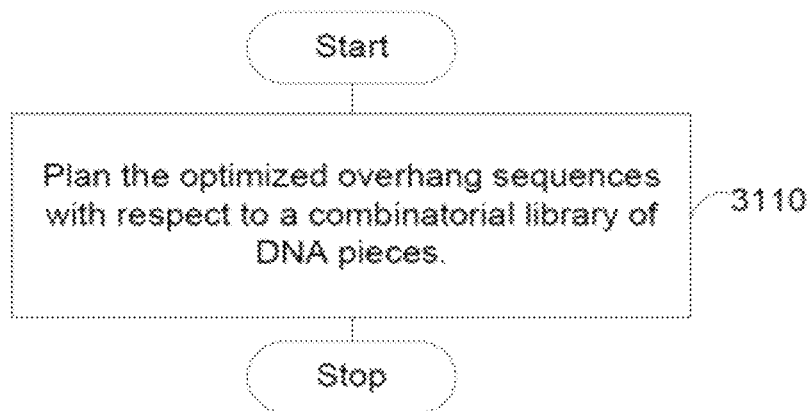 Start
Plan the optimized overhang sequences
with respect to a combinatorial library of
DNA pieces.
3110
Stop